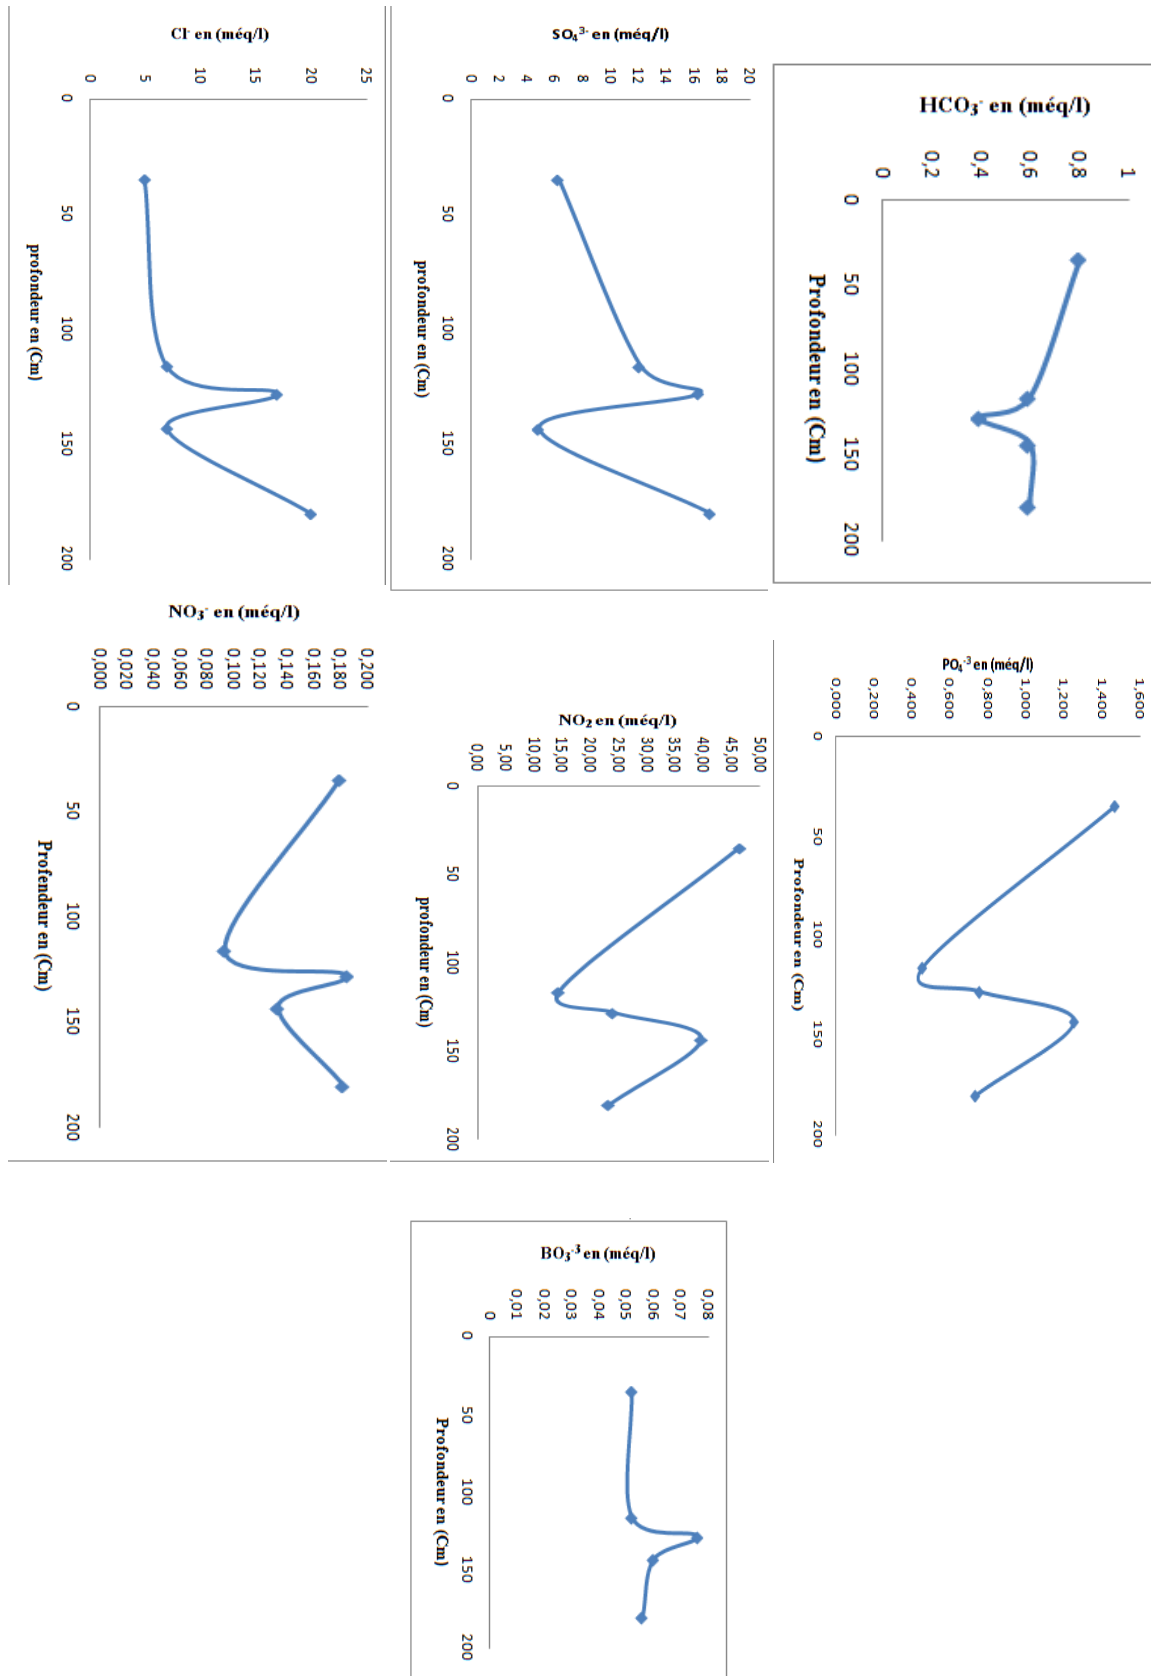 Cl⁻ en (méq/l)
0 5 10 15 20 25
0 50 100 150 200
profondeur en (Cm)
SO₄³⁻ en (méq/l)
0 2 4 6 8 10 12 14 16 18 20
0 50 100 150 200
profondeur en (Cm)
HCO₃⁻ en (méq/l)
0 0,2 0,4 0,6 0,8 1
0 50 100 150 200
Profondeur en (Cm)
NO₃⁻ en (méq/l)
0,000 0,020 0,040 0,060 0,080 0,100 0,120 0,140 0,160 0,180 0,200
0 50 100 150 200
Profendeur en (Cm)
NO₂ en (méq/l)
0,00 5,00 10,00 15,00 20,00 25,00 30,00 35,00 40,00 45,00 50,00
0 50 100 150 200
profondeur en (Cm)
PO₄⁻³ en (méq/l)
0,000 0,200 0,400 0,600 0,800 1,000 1,200 1,400 1,600
0 50 100 150 200
Profondeur en (Cm)
BO₃⁻³ en (méq/l)
0 0,01 0,02 0,03 0,04 0,05 0,06 0,07 0,08
0 50 100 150 200
Profondeur en (Cm)